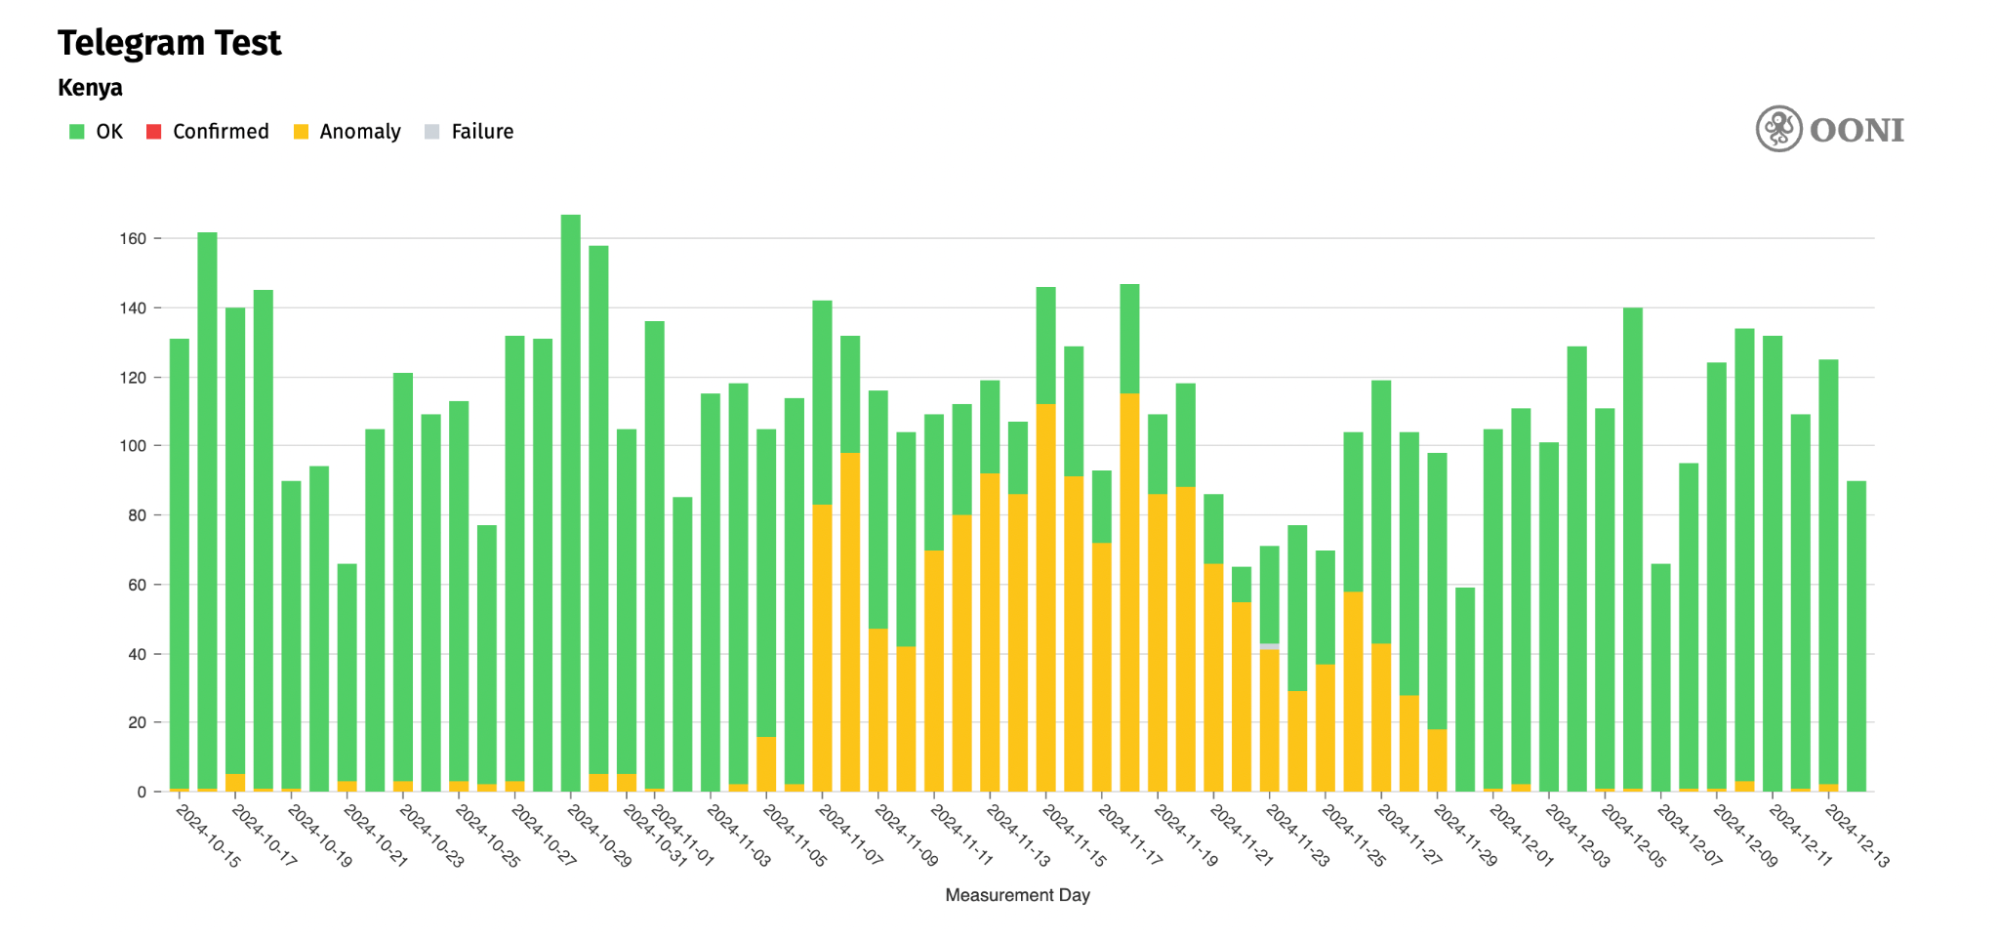 Telegram Test
Kenya
OK Confirmed Anomaly Failure
OONI
160
140
120
100
80
60
40
20
0
2024-10-15 2024-10-17 2024-10-19 2024-10-21 2024-10-23 2024-10-25 2024-10-27 2024-10-29 2024-10-31 2024-11-01 2024-11-03 2024-11-05 2024-11-07 2024-11-09 2024-11-11 2024-11-13 2024-11-15 2024-11-17 2024-11-19 2024-11-21 2024-11-23 2024-11-25 2024-11-27 2024-11-29 2024-12-01 2024-12-03 2024-12-05 2024-12-07 2024-12-09 2024-12-11 2024-12-13
Measurement Day